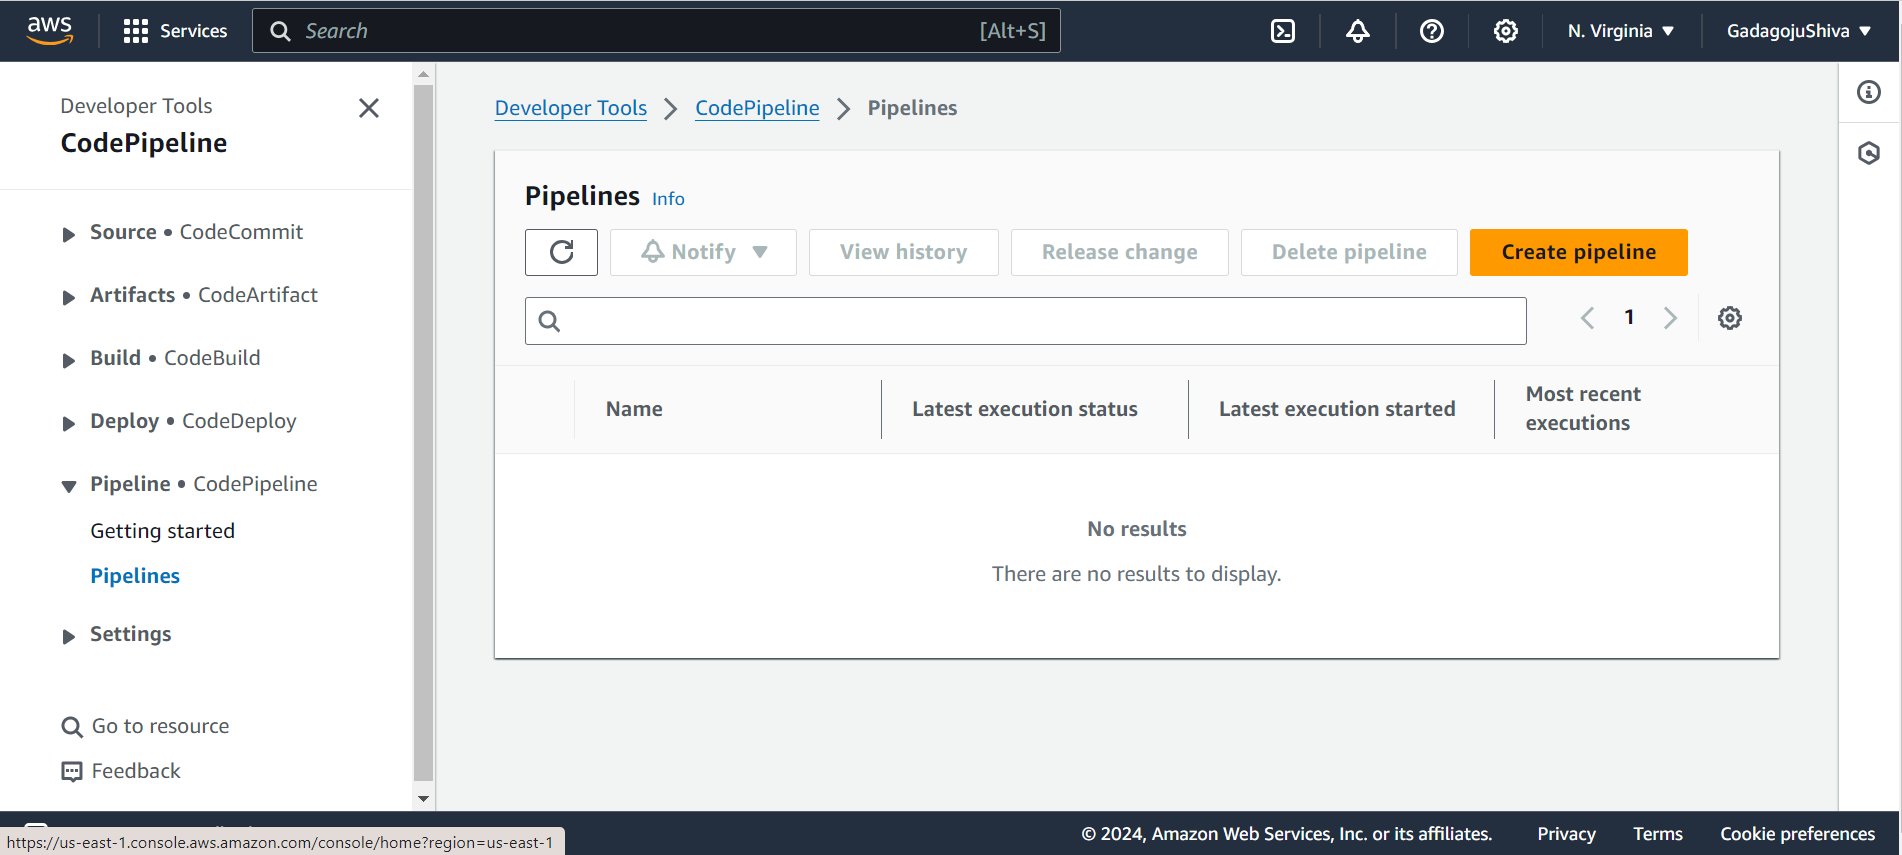 aws
Services
Search [Alt+S]
N. Virginia
GadagojuShiva
Developer Tools
CodePipeline
Source • CodeCommit
Artifacts • CodeArtifact
Build • CodeBuild
Deploy • CodeDeploy
Pipeline • CodePipeline
Getting started
Pipelines
Settings
Go to resource
Feedback
Developer Tools
CodePipeline
Pipelines
Pipelines Info
Notify
View history
Release change
Delete pipeline
Create pipeline
1
Name
Latest execution status
Latest execution started
Most recent
executions
No results
There are no results to display.
© 2024, Amazon Web Services, Inc. or its affiliates.
Privacy
Terms
Cookie preferences
https://us-east-1.console.aws.amazon.com/console/home?region=us-east-1